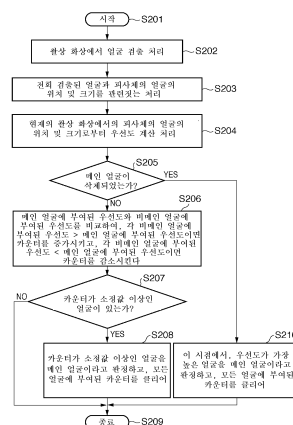 시작
S201
촬상 화상에서 얼굴 검출 처리
S202
전회 검출된 얼굴과 피사체의 얼굴의
위치 및 크기를 관련짓는 처리
S203
현재의 촬상 화상에서의 피사체의 얼굴의
위치 및 크기로부터 우선도 계산 처리
S204
S205
메인 얼굴이
삭제되었는가?
YES
NO
S206
메인 얼굴에 부여된 우선도와 비메인 얼굴에
부여된 우선도를 비교하여, 각 비메인 얼굴에
부여된 우선도 > 메인 얼굴에 부여된 우선도이면
카운터를 증가시키고, 각 비메인 얼굴에 부여된
우선도 < 메인 얼굴에 부여된 우선도이면
카운터를 감소시킨다
S207
NO
카운터가 소정값 이상인
얼굴이 있는가?
YES
S208
카운터가 소정값 이상인 얼굴을
메인 얼굴이라고 판정하고, 모든
얼굴에 부여된 카운터를 클리어
S210
이 시점에서, 우선도가 가장
높은 얼굴을 메인 얼굴이라고
판정하고, 모든 얼굴에 부여된
카운터를 클리어
종료
S209